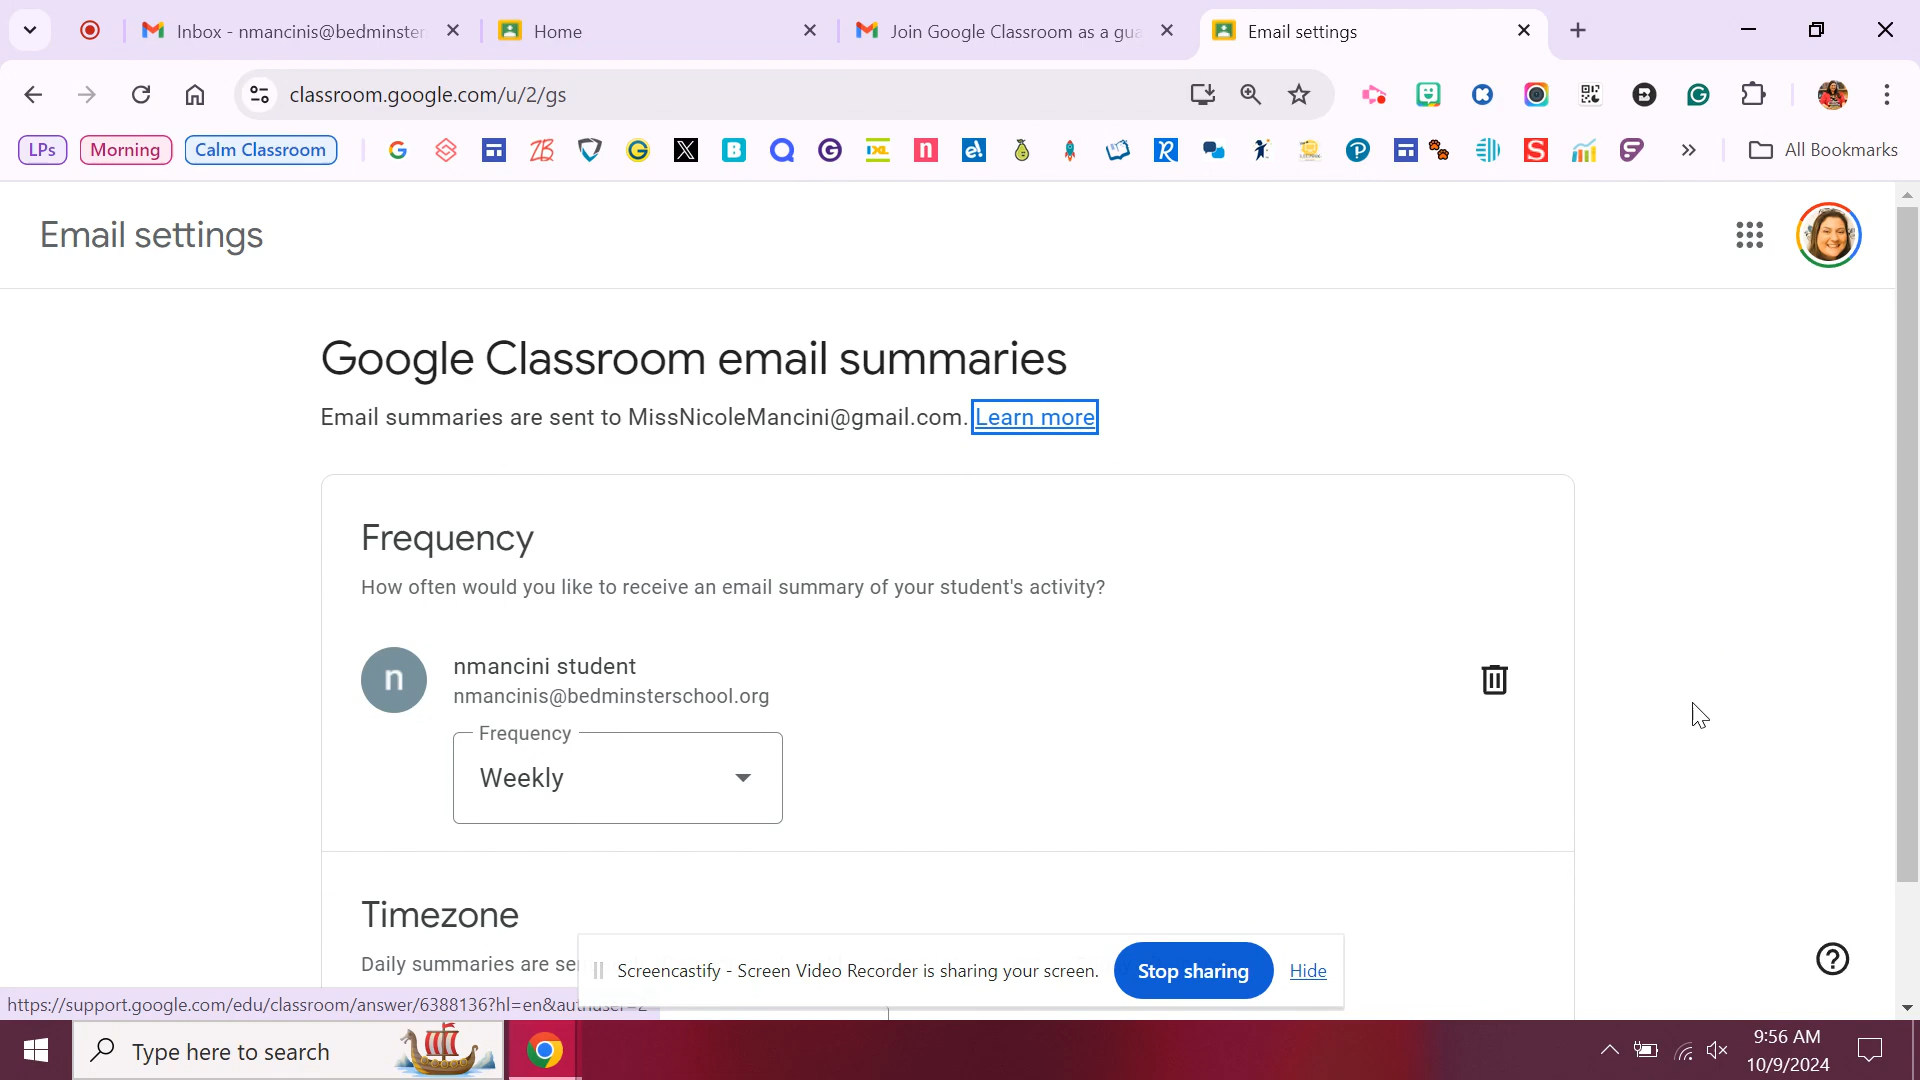 Inbox - nmancinis@bedminster
Home
Join Google Classroom as a gua
Email settings
classroom.google.com/u/2/gs
LPs
Morning
Calm Classroom
All Bookmarks
Email settings
Google Classroom email summaries
Email summaries are sent to MissNicoleMancini@gmail.com. Learn more
Frequency
How often would you like to receive an email summary of your student's activity?
n
nmancini student
nmancinis@bedminsterschool.org
Frequency
Weekly
Timezone
Daily summaries are se
Screencastify - Screen Video Recorder is sharing your screen.
Stop sharing
Hide
https://support.google.com/edu/classroom/answer/6388136?hl=en&authuser=2
Type here to search
9:56 AM
10/9/2024